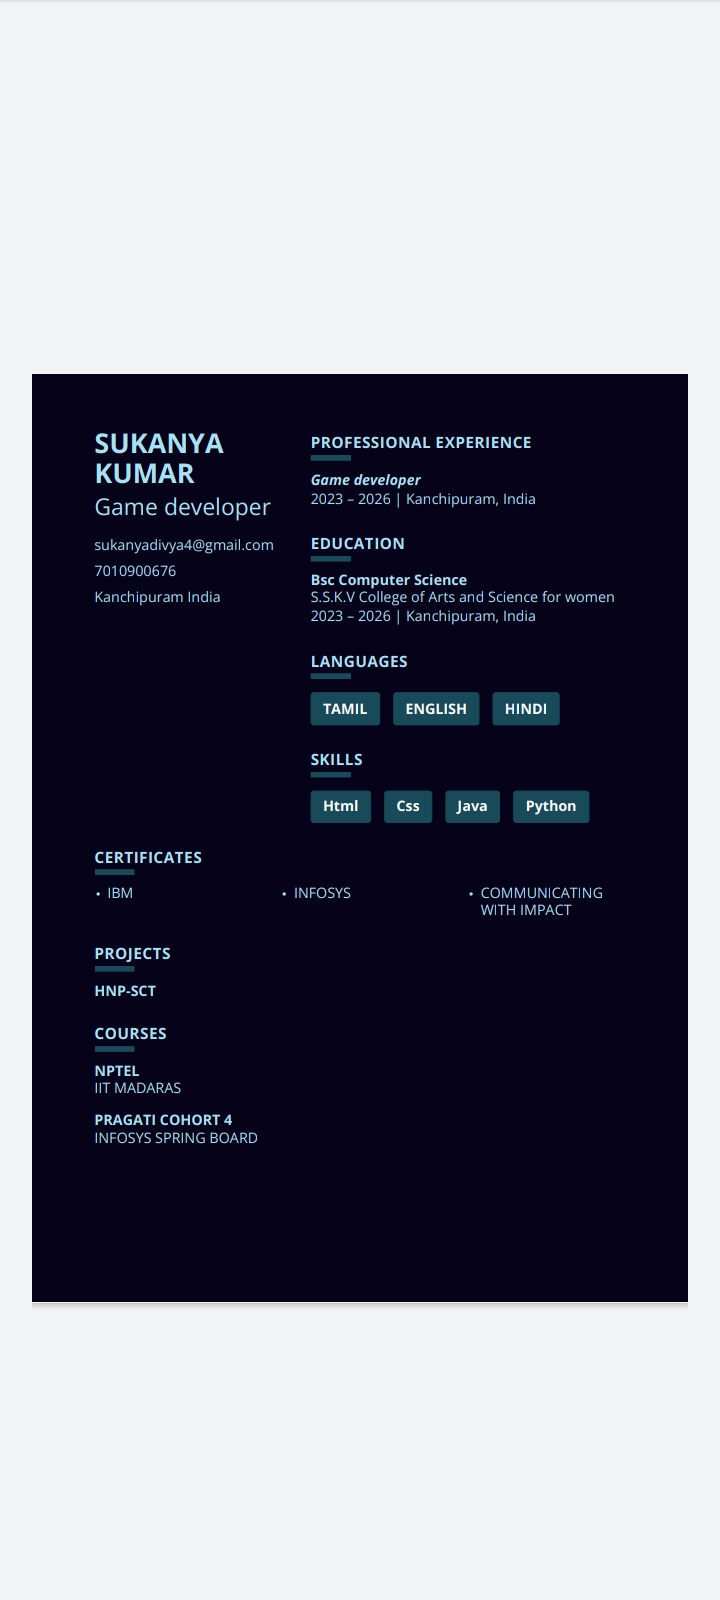 SUKANYA
KUMAR
Game developer
sukanyadivya4@gmail.com
7010900676
Kanchipuram India
PROFESSIONAL EXPERIENCE
Game developer
2023 – 2026 | Kanchipuram, India
EDUCATION
Bsc Computer Science
S.S.K.V College of Arts and Science for women
2023 – 2026 | Kanchipuram, India
LANGUAGES
TAMIL ENGLISH HINDI
SKILLS
Html Css Java Python
CERTIFICATES
• IBM • INFOSYS • COMMUNICATING
WITH IMPACT
PROJECTS
HNP-SCT
COURSES
NPTEL
IIT MADARAS
PRAGATI COHORT 4
INFOSYS SPRING BOARD